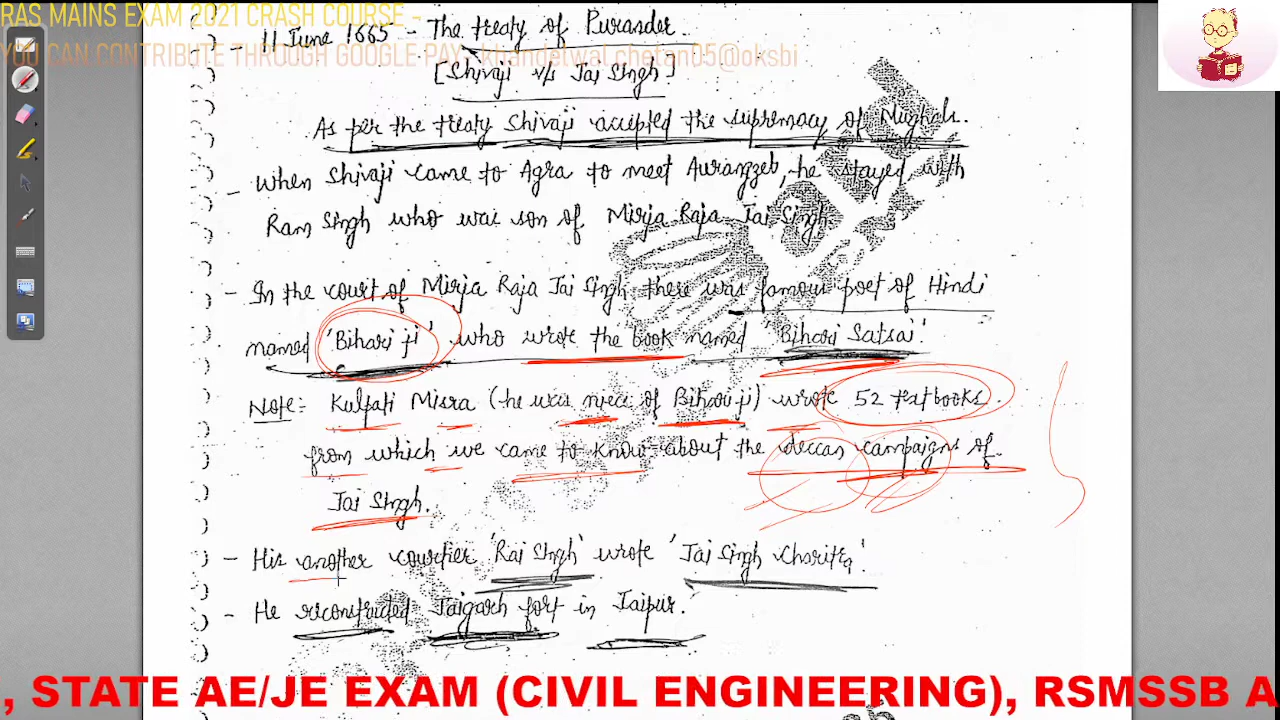 RAS MAINS EXAM 2021 CRASH COURSE -
YOU CAN CONTRIBUTE THROUGH GOOGLE PAY - khandelwal.chetan05@oksbi
- 11 June 1665 - The treaty of Purander.
[Shivaji v/s Jai Singh]
As per the treaty Shivaji accepted the supremacy of Mughals.
- When Shivaji came to Agra to meet Aurangzeb, he stayed with
Ram Singh who was son of Mirja Raja Jai Singh.
- In the court of Mirja Raja Jai Singh there was famous poet of Hindi
named 'Bihari ji' who wrote the book named 'Bihari Satsai'.
Note:- Kulpati Misra (he was niece of Bihari ji) wrote 52 textbooks.
from which we came to know about the deccan campaigns of
Jai Singh.
- His another courtier 'Rai Singh' wrote 'Jai Singh Charitra'.
- He reconstructed Jaigarh fort in Jaipur.
, STATE AE/JE EXAM (CIVIL ENGINEERING), RSMSSB A